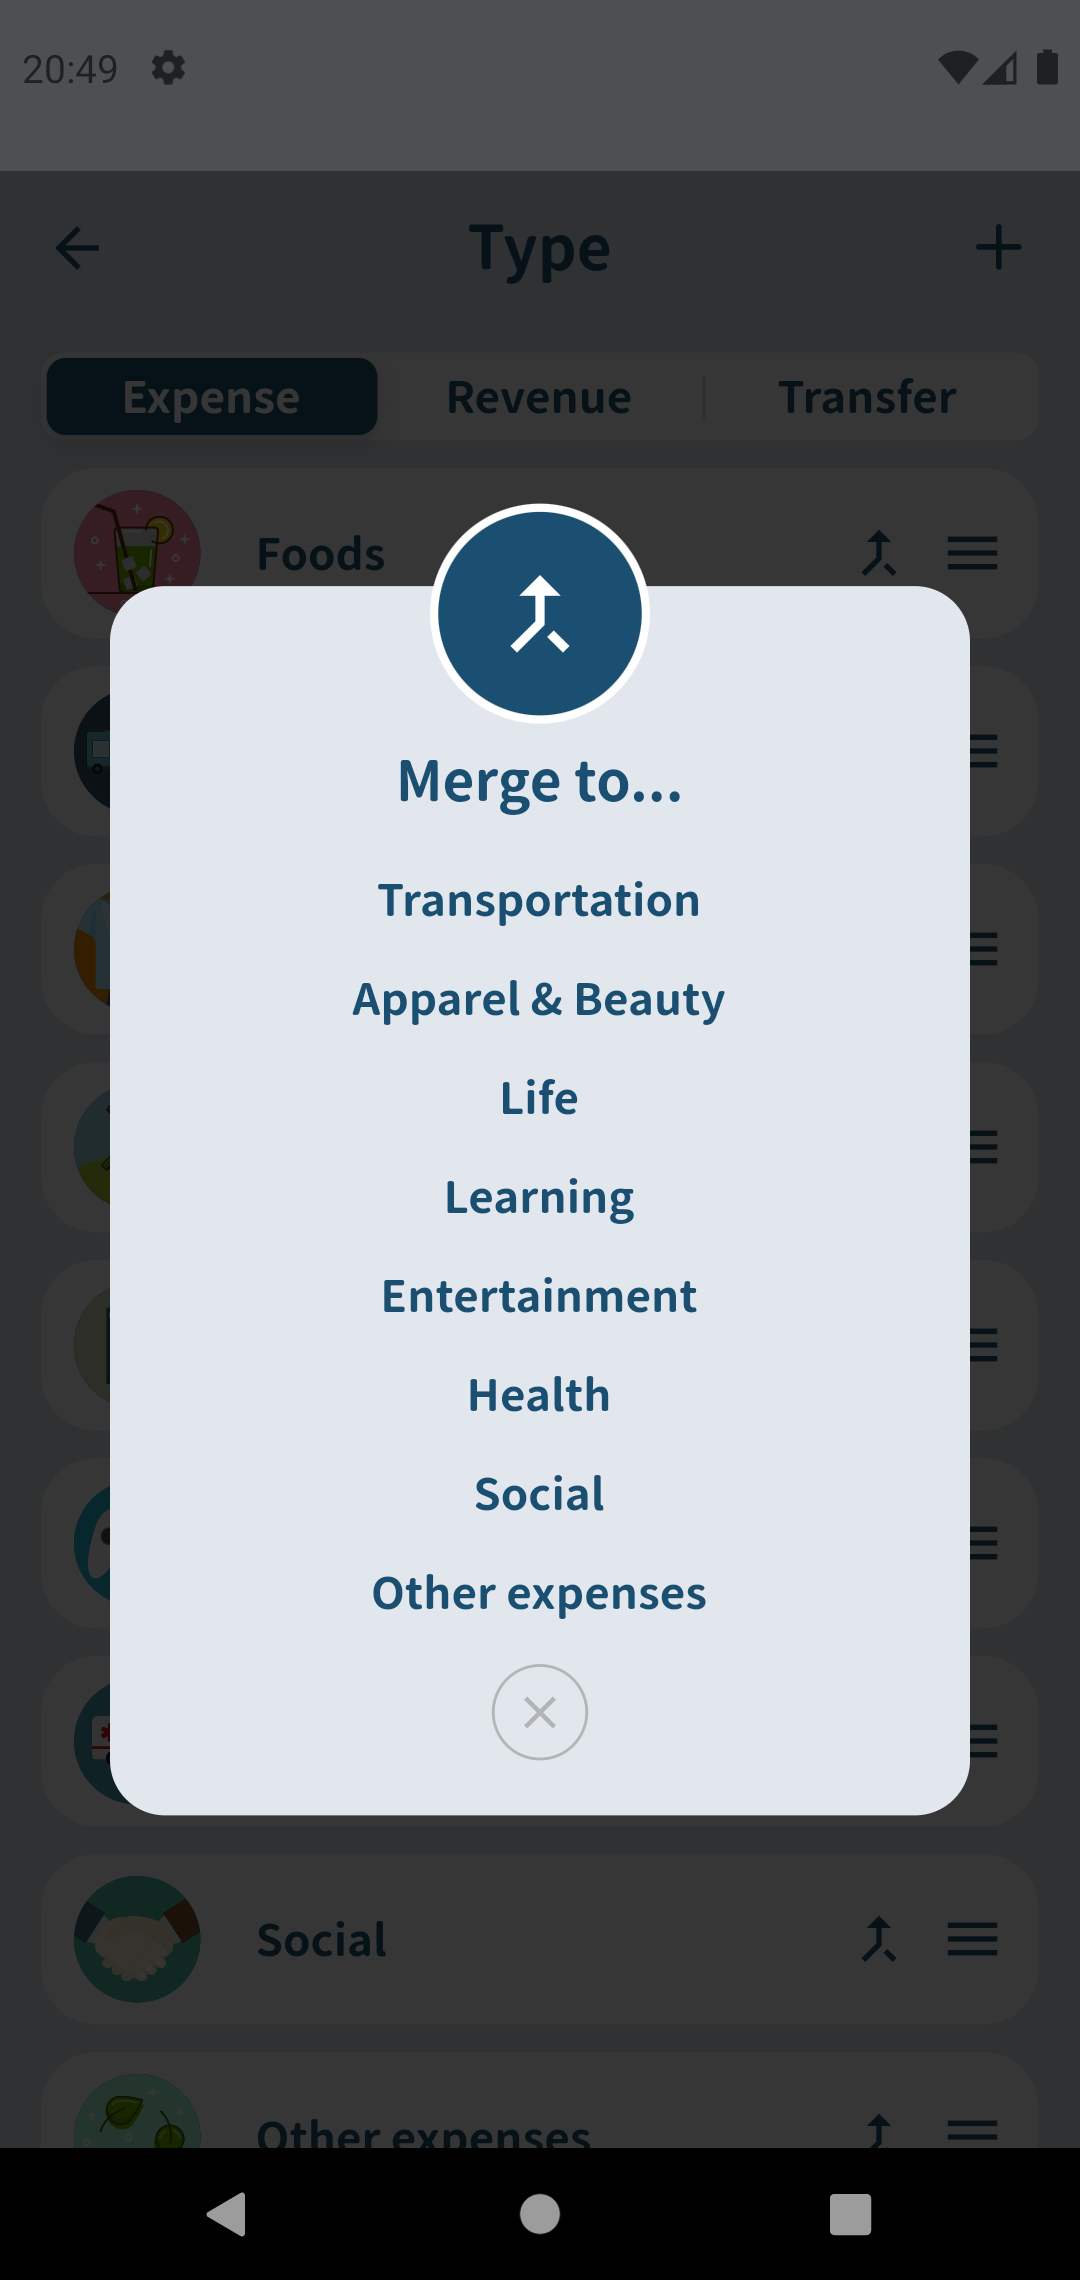 20:49
Type
Expense
Revenue
Transfer
Foods
Merge to...
Transportation
Apparel & Beauty
Life
Learning
Entertainment
Health
Social
Other expenses
Social
Other expenses